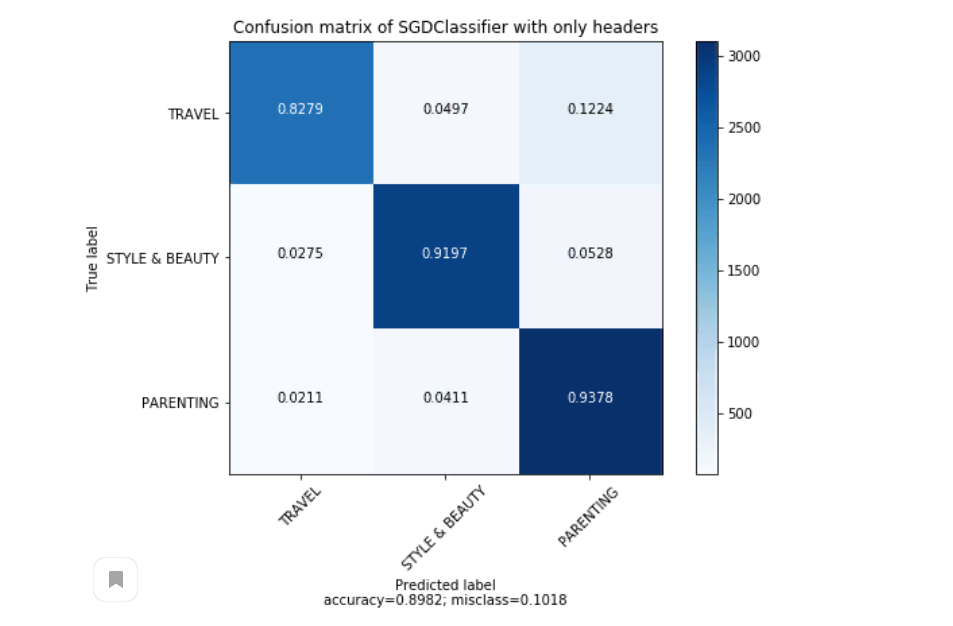 Confusion matrix of SGDClassifier with only headers
TRAVEL 0.8279 0.0497 0.1224
STYLE & BEAUTY 0.0275 0.9197 0.0528
PARENTING 0.0211 0.0411 0.9378
True label
TRAVEL
STYLE & BEAUTY
PARENTING
Predicted label
accuracy=0.8982; misclass=0.1018
3000
2500
2000
1500
1000
500